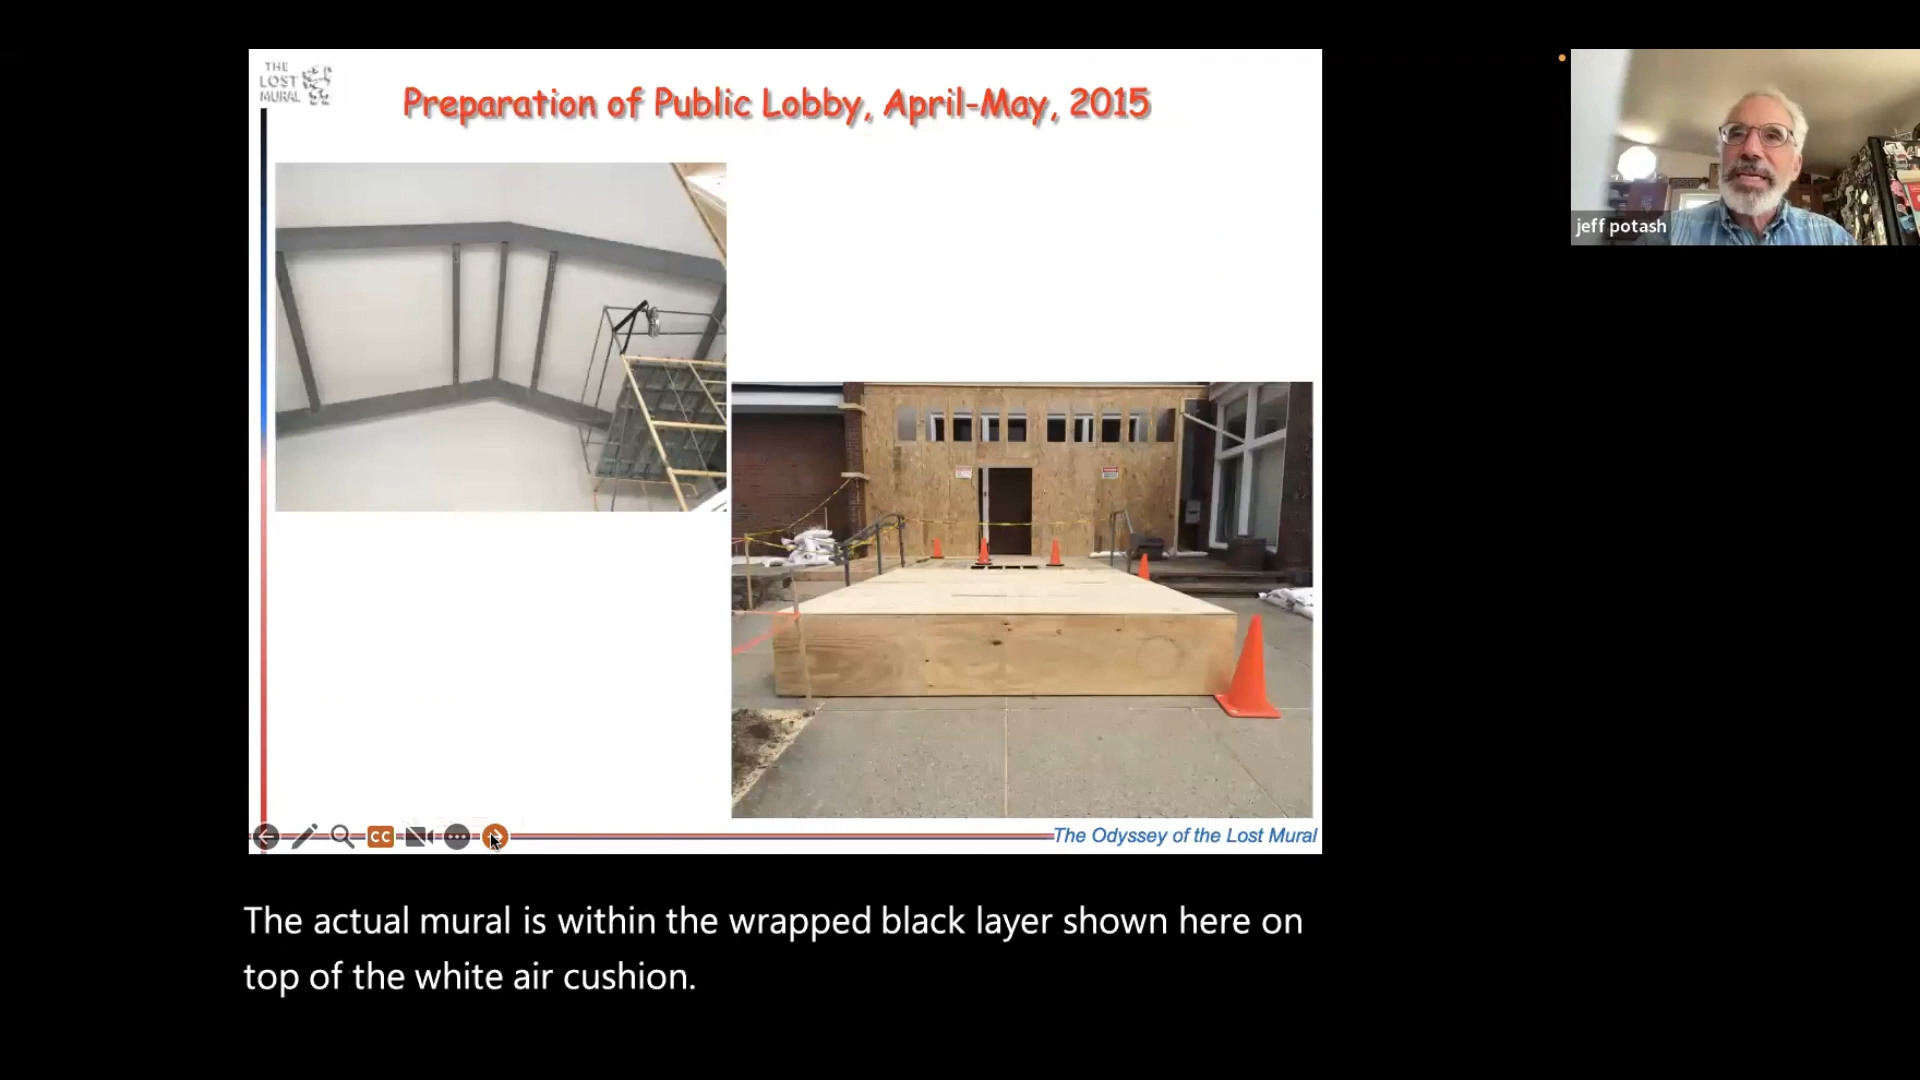 THE
LOST
MURAL
Preparation of Public Lobby, April-May, 2015
jeff potash
CC
The Odyssey of the Lost Mural
The actual mural is within the wrapped black layer shown here on
top of the white air cushion.